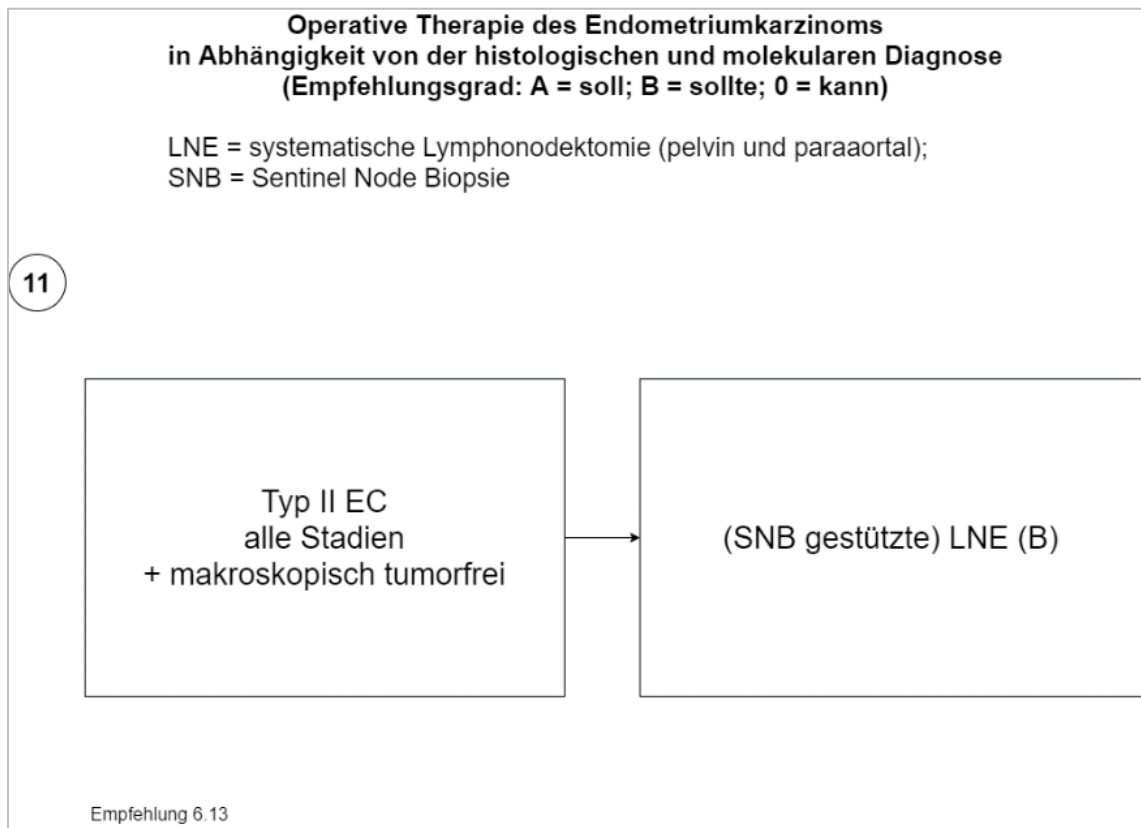 Operative Therapie des Endometriumkarzinoms
in Abhängigkeit von der histologischen und molekularen Diagnose
(Empfehlungsgrad: A = soll; B = sollte; 0 = kann)
LNE = systematische Lymphonodektomie (pelvin und paraaortal);
SNB = Sentinel Node Biopsie
11
Typ II EC
alle Stadien
+ makroskopisch tumorfrei
(SNB gestützte) LNE (B)
Empfehlung 6.13